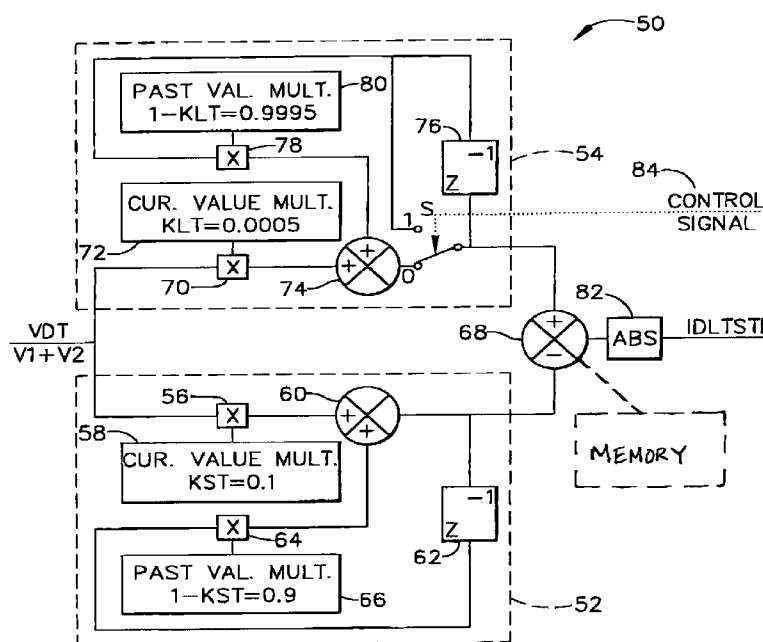 50
PAST VAL. MULT.
1-KLT=0.9995
80
76
-1
Z
54
X
78
84
CONTROL
SIGNAL
CUR. VALUE MULT.
KLT=0.0005
72
1
S
0
X
70
+
+
74
82
68
+
-
ABS
IDLTST
VDT
V1+V2
56
X
60
+
+
58
CUR. VALUE MULT.
KST=0.1
MEMORY
X
64
-1
Z
62
PAST VAL. MULT.
1-KST=0.9
66
52